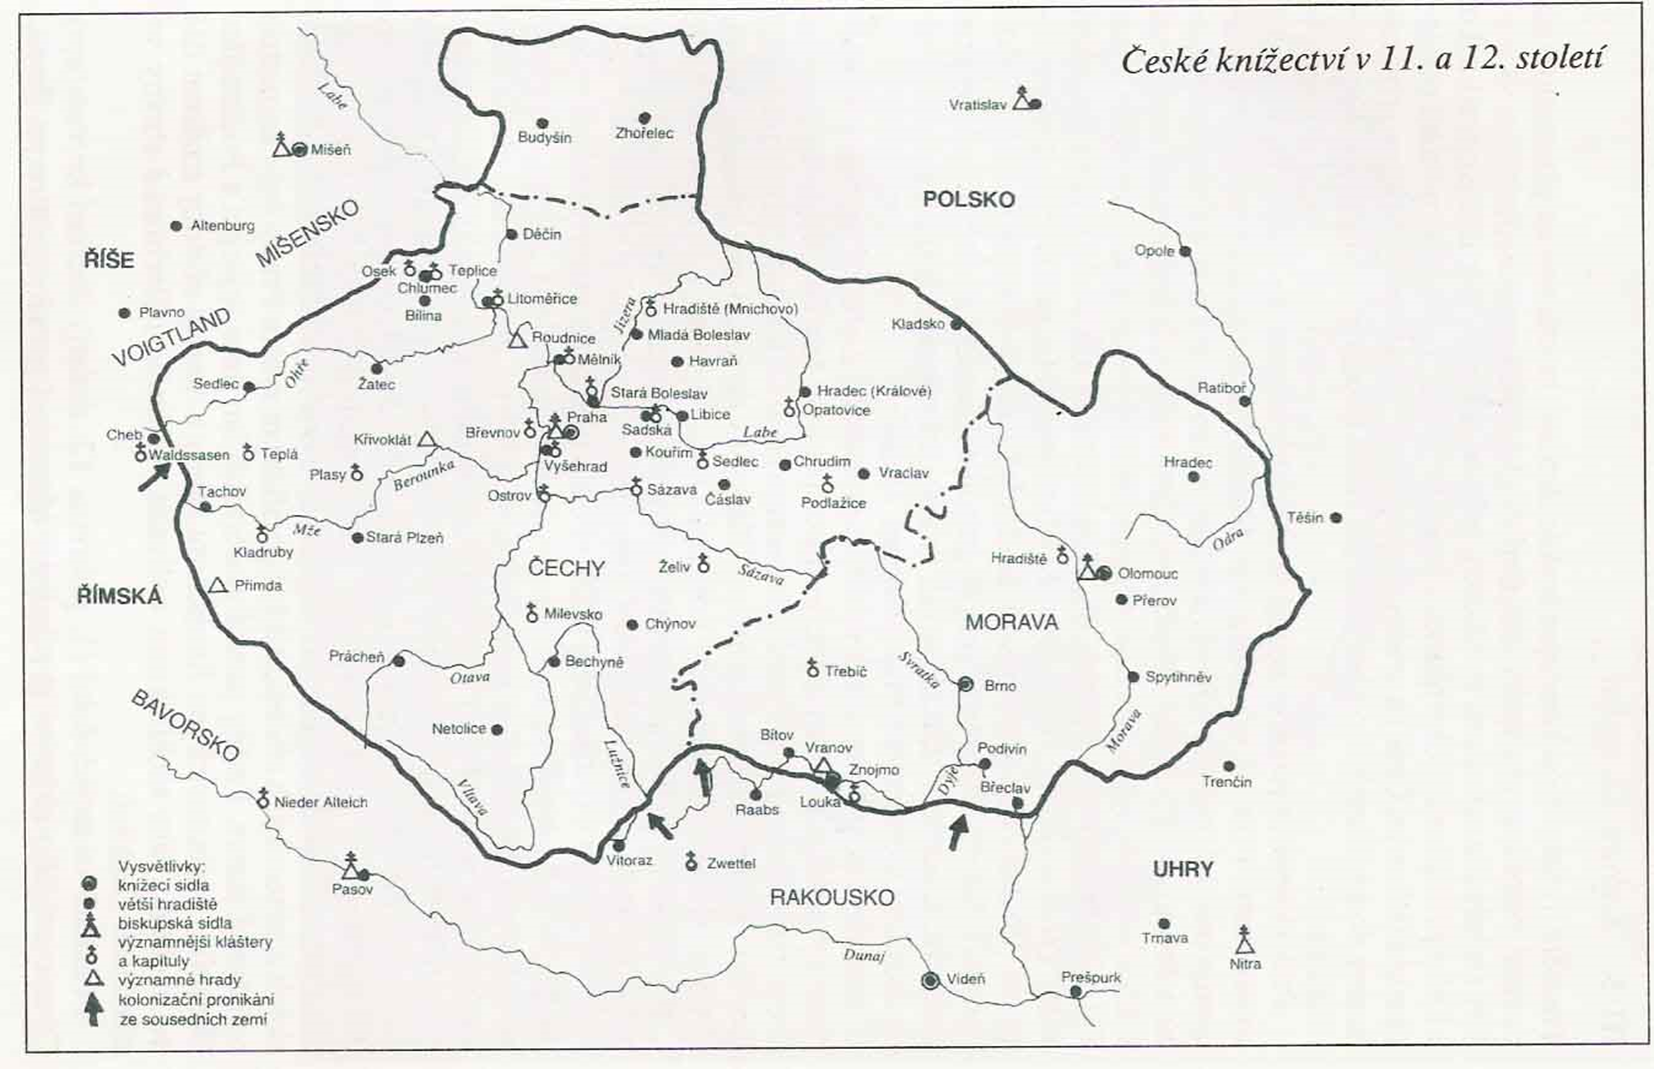 České knížectví v 11. a 12. století
Labe
Vratislav
Budyšín
Zhořelec
Míšeň
POLSKO
Altenburg
MÍŠENSKO
Děčín
Opole
ŘÍŠE
Osek
Teplice
Chlumec
Bílina
Litoměřice
Jizera
Hradiště (Mnichovo)
Plavno
VOIGTLAND
Roudnice
Mladá Boleslav
Kladsko
Mělník
Havraň
Sedlec
Ohře
Žatec
Stará Boleslav
Hradec (Králové)
Ratiboř
Opatovice
Praha
Libice
Cheb
Křivoklát
Břevnov
Sadská
Labe
Waldssasen
Teplá
Vyšehrad
Kouřim
Sedlec
Chrudim
Hradec
Plasy
Berounka
Vraclav
Tachov
Ostrov
Sázava
Čáslav
Podlažice
Těšín
Mže
Stará Plzeň
Odra
Kladruby
Hradiště
ČECHY
Želiv
Sázava
Olomouc
Přimda
ŘÍMSKÁ
Přerov
Milevsko
Chýnov
MORAVA
Prácheň
Bechyně
Třebíč
Svratka
Otava
Brno
Spytihněv
BAVORSKO
Netolice
Morava
Bítov
Vranov
Podivín
Lužnice
Znojmo
Dyje
Břeclav
Trenčín
Vltava
Raabs
Louka
Nieder Alteich
Vitoraz
Zwettel
Pasov
UHRY
RAKOUSKO
Trnava
Nitra
Dunaj
Vídeň
Prešpurk
Vysvětlivky:
knížecí sídla
větší hradiště
biskupská sídla
významnější kláštery
a kapituly
významné hrady
kolonizační pronikání
ze sousedních zemí